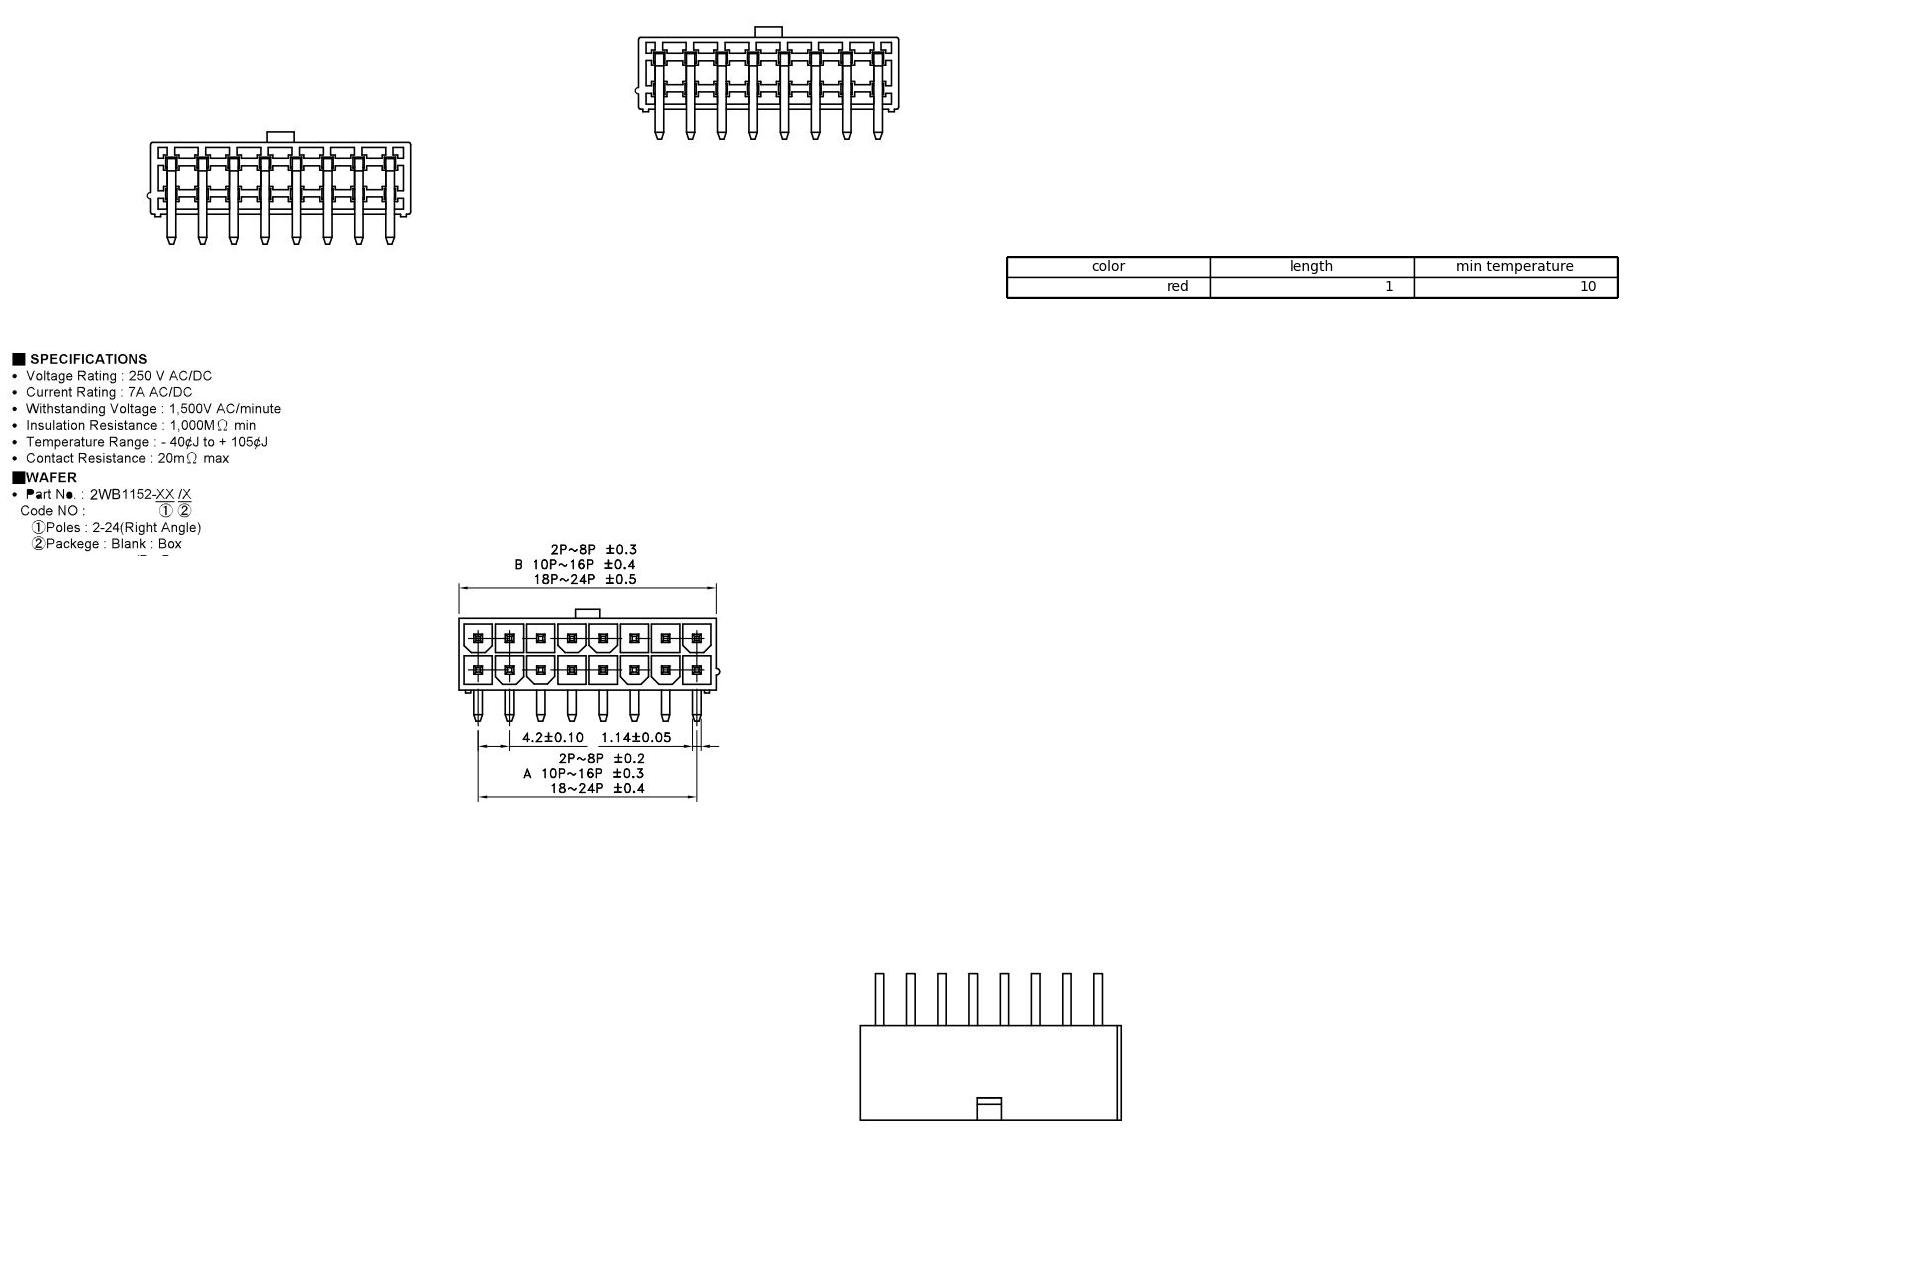 color length min temperature
red 1 10
■ SPECIFICATIONS
• Voltage Rating : 250 V AC/DC
• Current Rating : 7A AC/DC
• Withstanding Voltage : 1,500V AC/minute
• Insulation Resistance : 1,000MΩ min
• Temperature Range : - 40¢J to + 105¢J
• Contact Resistance : 20mΩ max
■WAFER
• Part No. : 2WB1152-XX /X
Code NO : ① ②
①Poles : 2-24(Right Angle)
②Packege : Blank : Box
2P~8P ±0.3
B 10P~16P ±0.4
18P~24P ±0.5
4.2±0.10 1.14±0.05
2P~8P ±0.2
A 10P~16P ±0.3
18~24P ±0.4